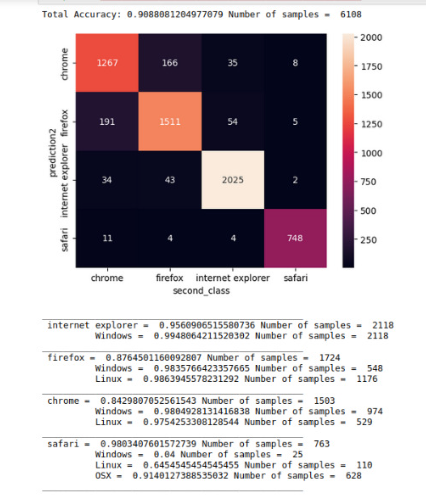 Total Accuracy: 0.9088081204977079 Number of samples =  6108
chrome 1267 166 35 8 2000
1750
firefox 191 1511 54 5 1500
1250
prediction2
1000
internet explorer 34 43 2025 2 750
500
safari 11 4 4 748 250
chrome firefox internet explorer safari
second_class
internet explorer =  0.9560906515580736 Number of samples =  2118
Windows =  0.9948064211520302 Number of samples =  2118
firefox =  0.8764501160092807 Number of samples =  1724
Windows =  0.9835766423357665 Number of samples =  548
Linux =  0.9863945578231292 Number of samples =  1176
chrome =  0.8429807052561543 Number of samples =  1503
Windows =  0.9804928131416838 Number of samples =  974
Linux =  0.9754253308128544 Number of samples =  529
safari =  0.9803407601572739 Number of samples =  763
Windows =  0.04 Number of samples =  25
Linux =  0.6454545454545455 Number of samples =  110
OSX =  0.9140127388535032 Number of samples =  628